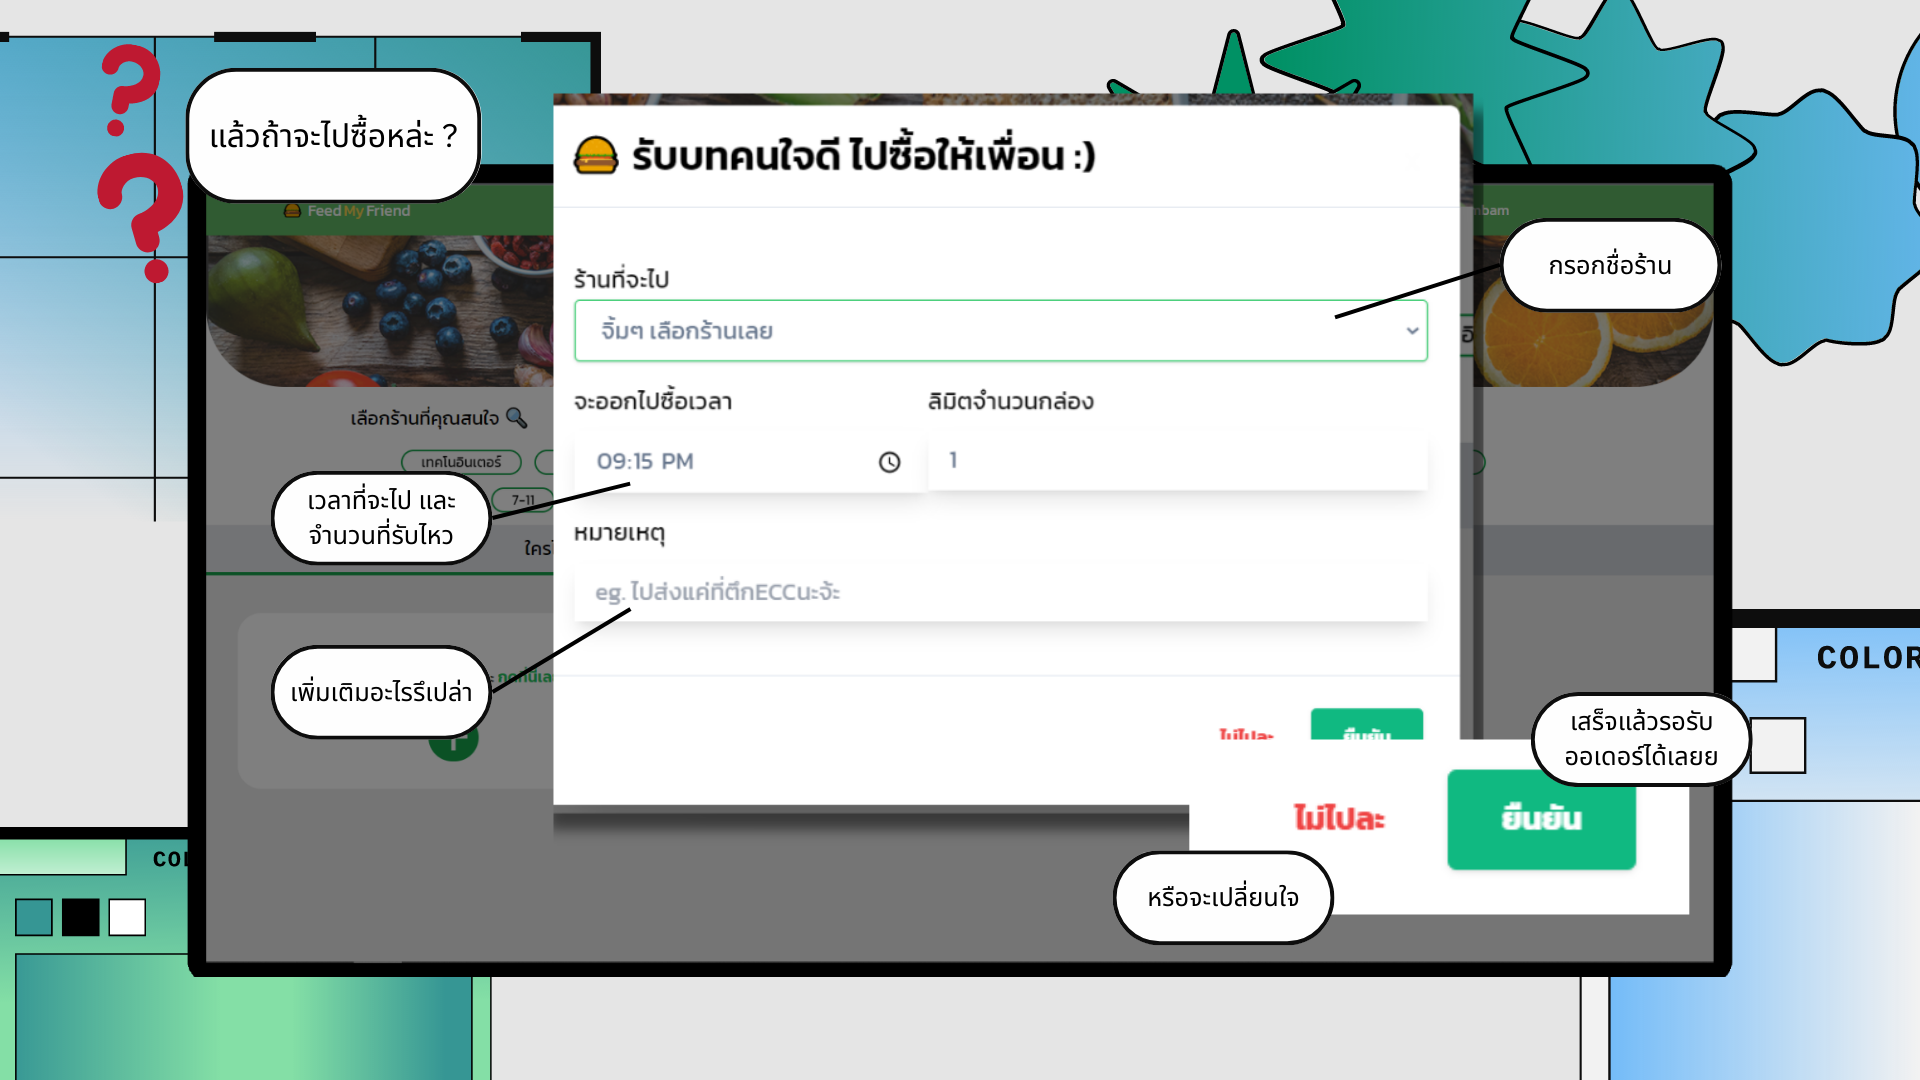 แล้วถ้าจะไปซื้อหล่ะ ?
FeedMyFriend
รับบทคนใจดี ไปซื้อให้เพื่อน :)
ร้านที่จะไป
จิ้มๆ เลือกร้านเลย
กรอกชื่อร้าน
เลือกร้านที่คุณสนใจ
เทคโนอินเตอร์
7-11
จะออกไปซื้อเวลา
ลิมิตจำนวนกล่อง
09:15 PM
1
เวลาที่จะไป และ
จำนวนที่รับไหว
หมายเหตุ
eg. ไปส่งแค่ที่ตึกECCนะจ้ะ
เพิ่มเติมอะไรรึเปล่า
COLOR
ไม่ไปละ
ยืนยัน
เสร็จแล้วรอรับ
ออเดอร์ได้เลยย
ไม่ไปละ
ยืนยัน
หรือจะเปลี่ยนใจ